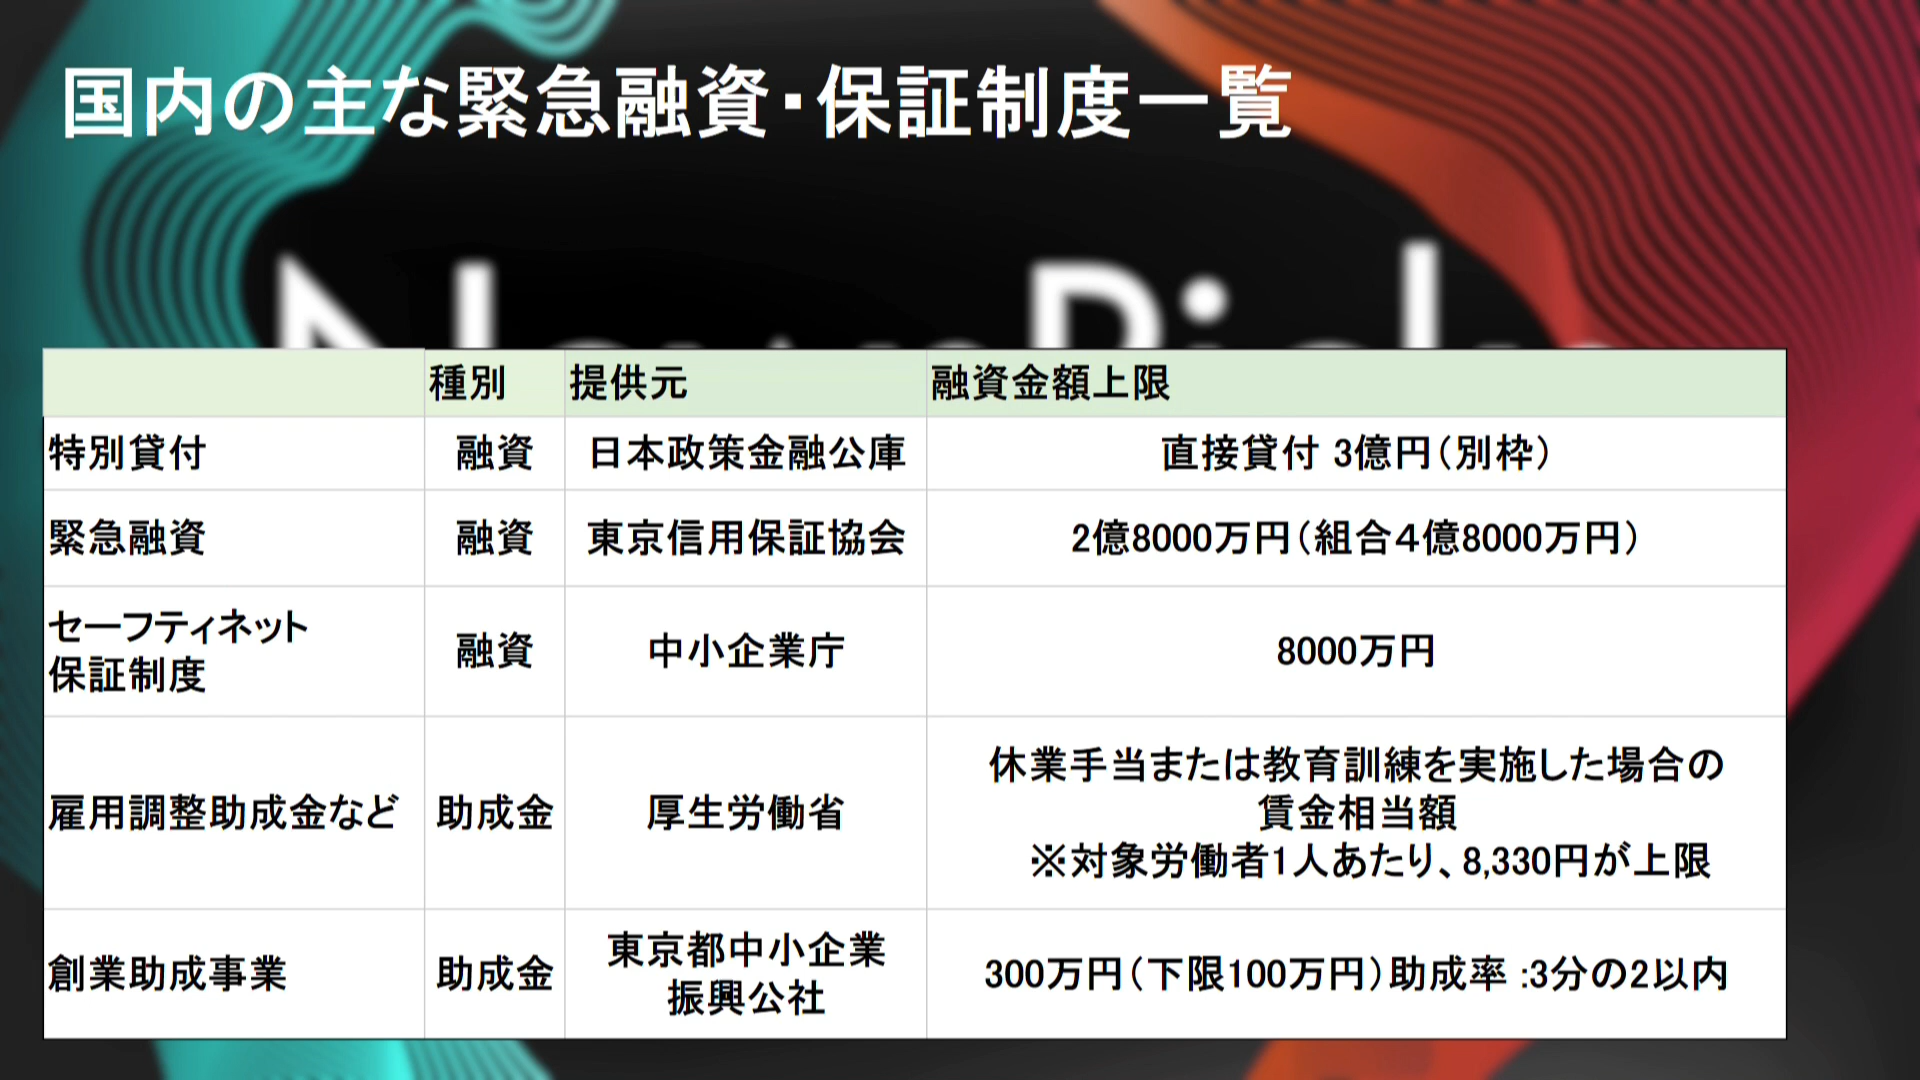 国内の主な緊急融資・保証制度一覧
種別 提供元 融資金額上限
特別貸付 融資 日本政策金融公庫 直接貸付 3億円（別枠）
緊急融資 融資 東京信用保証協会 2億8000万円（組合４億8000万円）
セーフティネット
保証制度 融資 中小企業庁 8000万円
雇用調整助成金など 助成金 厚生労働省 休業手当または教育訓練を実施した場合の
賃金相当額
※対象労働者1人あたり、8,330円が上限
創業助成事業 助成金 東京都中小企業
振興公社 300万円（下限100万円）助成率 :3分の2以内